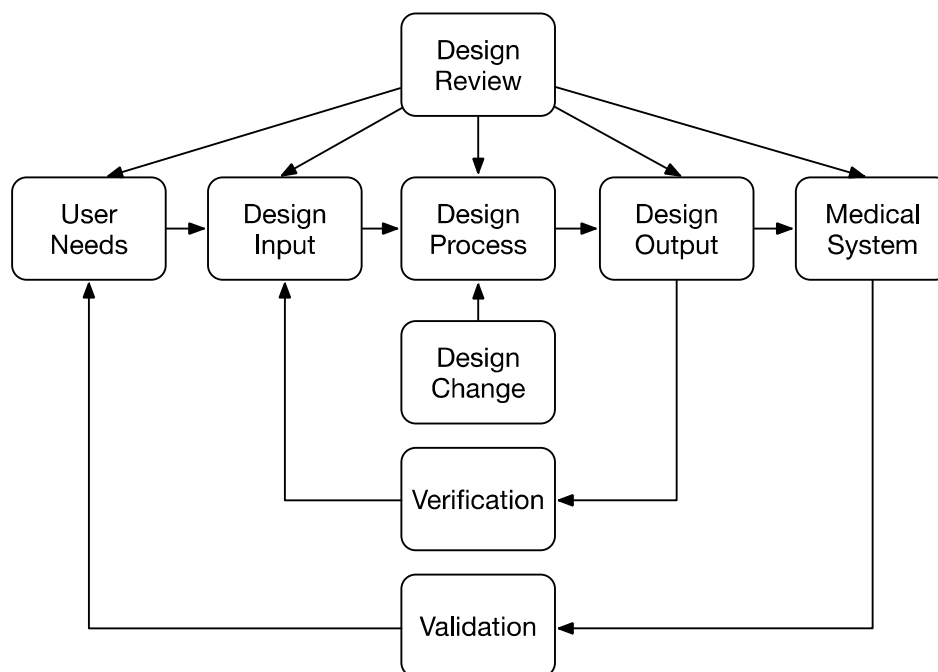 Design
Review
User
Needs
Design
Input
Design
Process
Design
Output
Medical
System
Design
Change
Verification
Validation